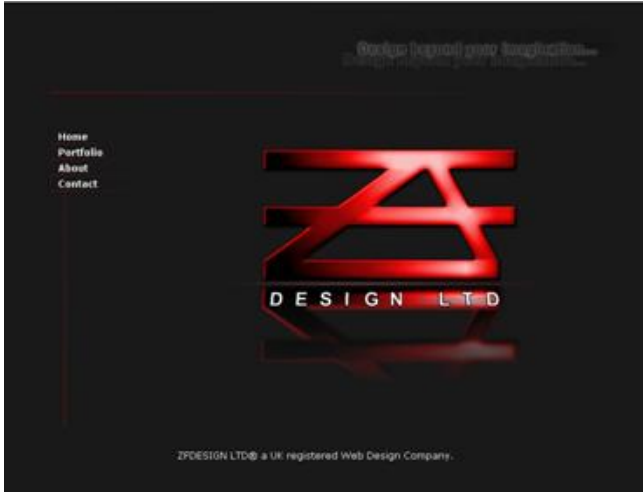 Design beyond your imagination...
Home
Portfolio
About
Contact
DESIGN LTD
ZFDESIGN LTD® a UK registered Web Design Company.